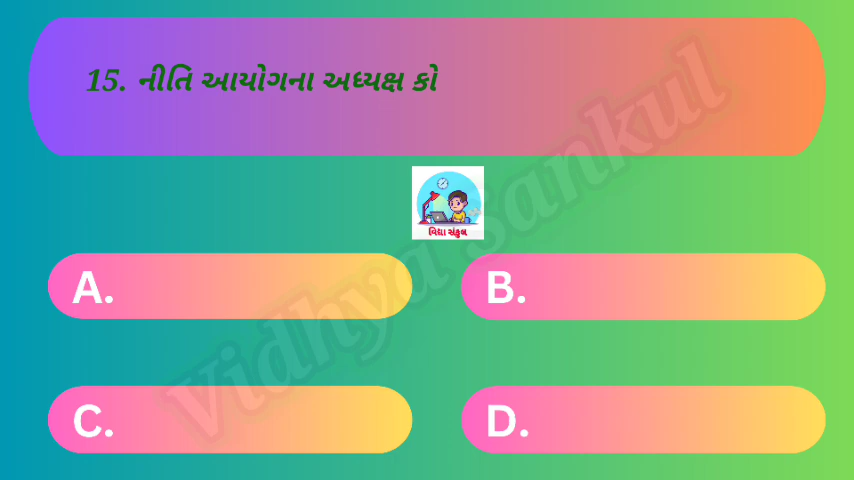 15. નીતિ આયોગના અધ્યક્ષ કો
વિદ્યા સંકુલ
A.
B.
C.
D.
Vidhya Sankul